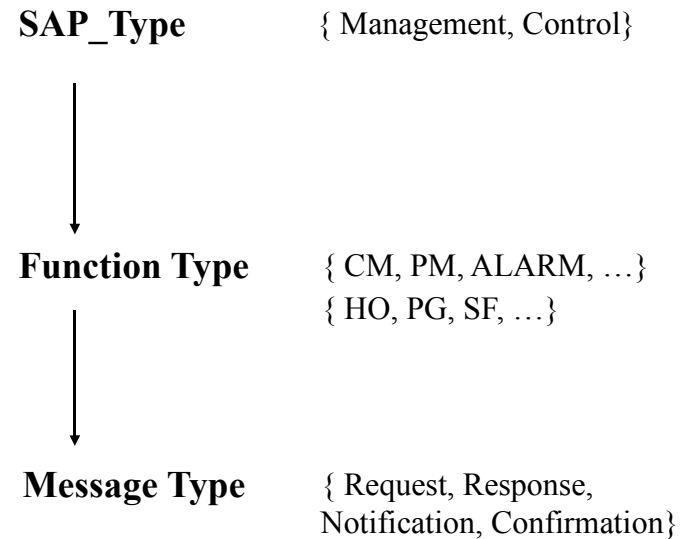 SAP_Type { Management, Control}
Function Type { CM, PM, ALARM, …}
{ HO, PG, SF, …}
Message Type { Request, Response,
Notification, Confirmation}